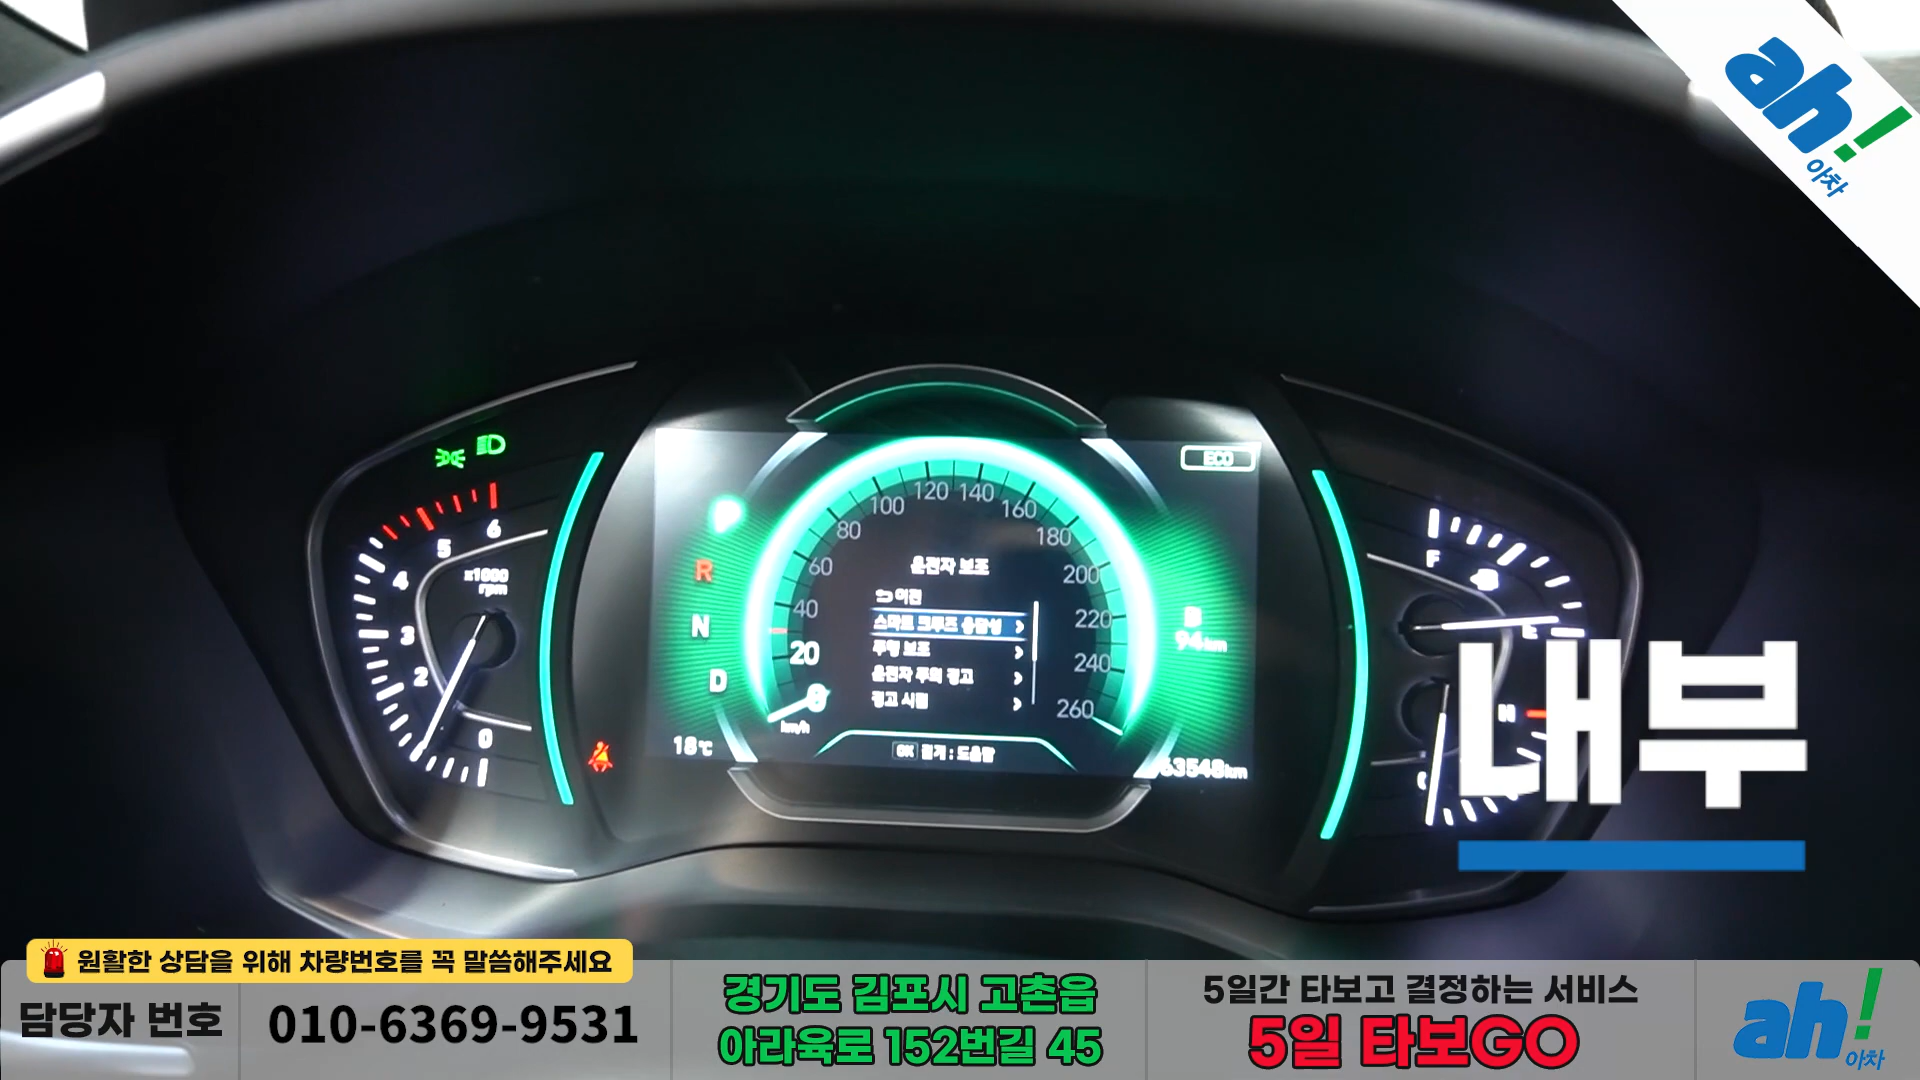 ah!
아차
6
5
4
3
2
0
x1000
rpm
P
R
N
D
18℃
0
20
40
60
80
100
120
140
160
180
200
220
240
260
km/h
운전자 보조
이전
스마트 크루즈 응답성
주행 보조
운전자 주의 경고
경고 시점
OK 길게 : 도움말
ECO
94km
63548km
F
E
H
내부
원활한 상담을 위해 차량번호를 꼭 말씀해주세요
담당자 번호
010-6369-9531
경기도 김포시 고촌읍
아라육로 152번길 45
5일간 타보고 결정하는 서비스
5일 타보GO
ah!
아차